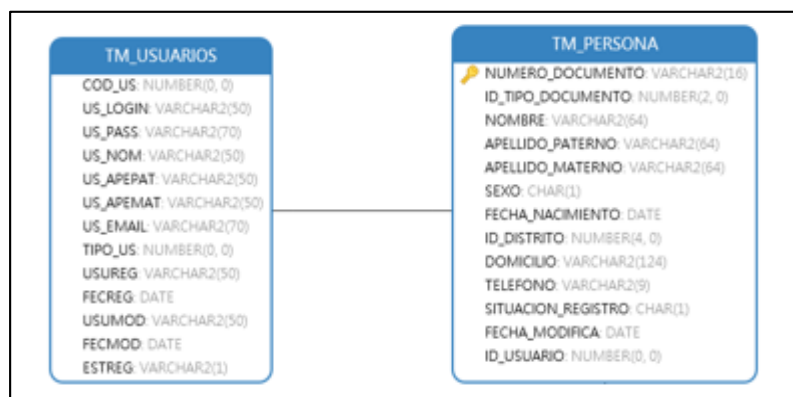 TM_USUARIOS
COD_US: NUMBER(0, 0)
US_LOGIN: VARCHAR2(50)
US_PASS: VARCHAR2(70)
US_NOM: VARCHAR2(50)
US_APEPAT: VARCHAR2(50)
US_APEMAT: VARCHAR2(50)
US_EMAIL: VARCHAR2(70)
TIPO_US: NUMBER(0, 0)
USUREG: VARCHAR2(50)
FECREG: DATE
USUMOD: VARCHAR2(50)
FECMOD: DATE
ESTREG: VARCHAR2(1)
TM_PERSONA
NUMERO_DOCUMENTO: VARCHAR2(16)
ID_TIPO_DOCUMENTO: NUMBER(2, 0)
NOMBRE: VARCHAR2(64)
APELLIDO_PATERNO: VARCHAR2(64)
APELLIDO_MATERNO: VARCHAR2(64)
SEXO: CHAR(1)
FECHA_NACIMIENTO: DATE
ID_DISTRITO: NUMBER(4, 0)
DOMICILIO: VARCHAR2(124)
TELEFONO: VARCHAR2(9)
SITUACION_REGISTRO: CHAR(1)
FECHA_MODIFICA: DATE
ID_USUARIO: NUMBER(0, 0)